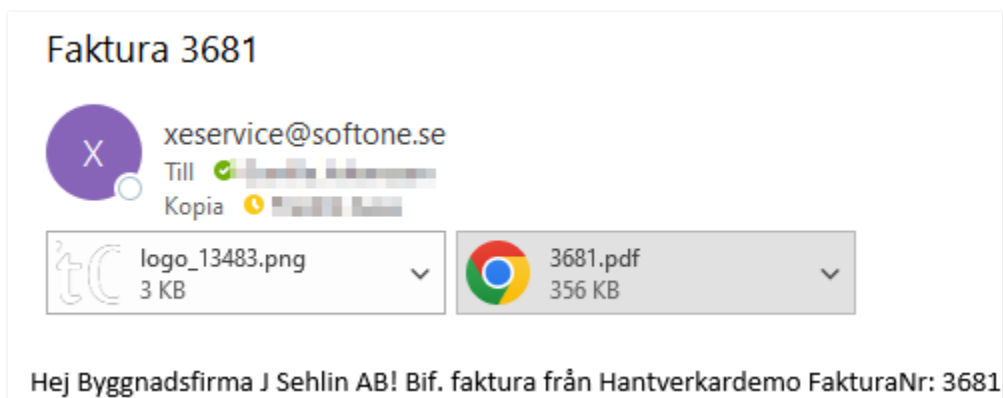 Faktura 3681
X
xeservice@softone.se
Till
Kopia
logo_13483.png
3 KB
3681.pdf
356 KB
Hej Byggnadsfirma J Sehlin AB! Bif. faktura från Hantverkardemo FakturaNr: 3681